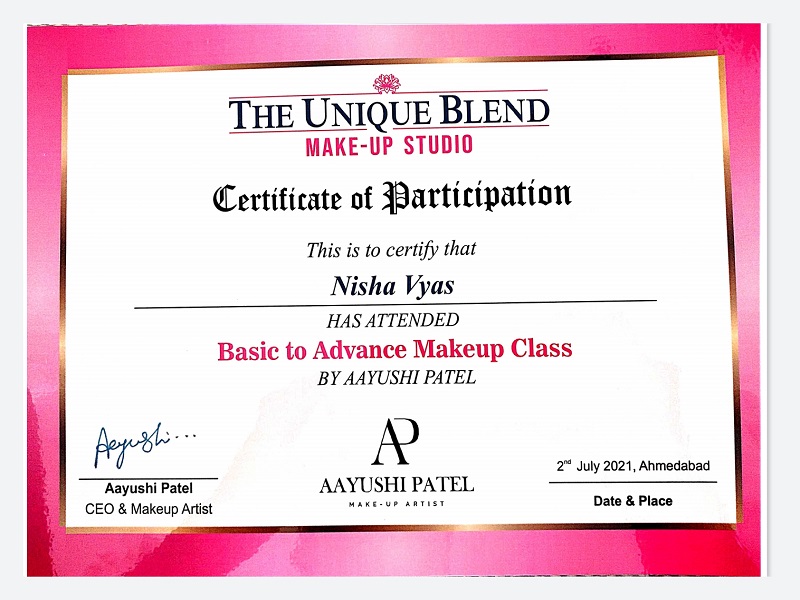 THE UNIQUE BLEND
MAKE-UP STUDIO
Certificate of Participation
This is to certify that
Nisha Vyas
HAS ATTENDED
Basic to Advance Makeup Class
BY AAYUSHI PATEL
Aayushi...
Aayushi Patel
CEO & Makeup Artist
AP
AAYUSHI PATEL
MAKE-UP ARTIST
2nd July 2021, Ahmedabad
Date & Place